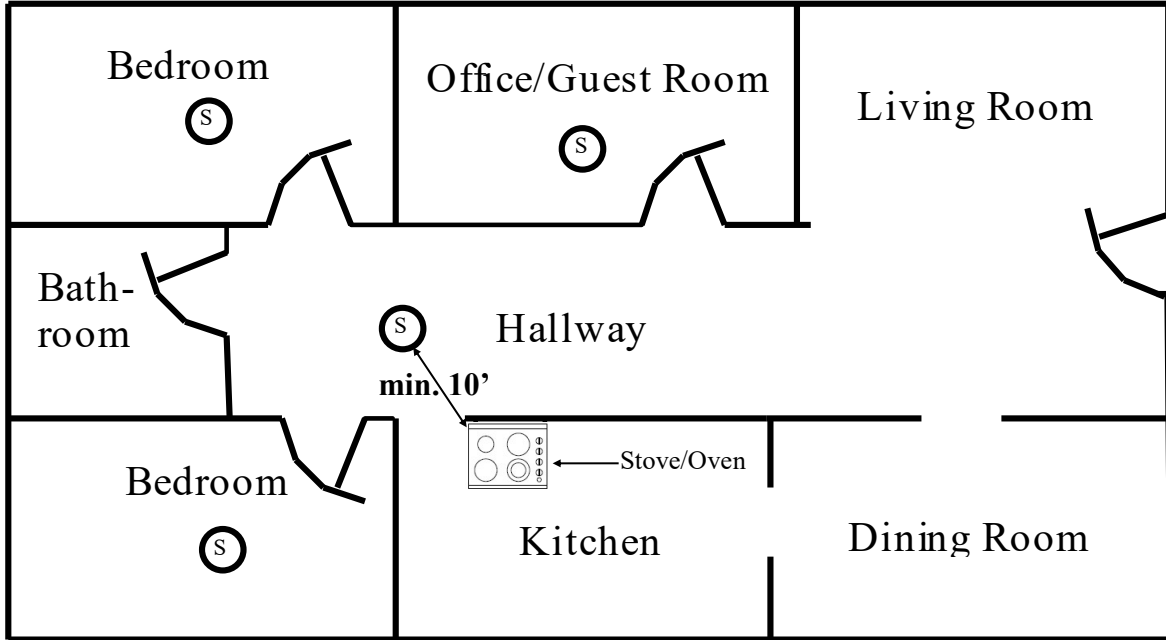 Bedroom
S
Office/Guest Room
S
Living Room
Bath-
room
S
Hallway
min. 10’
Stove/Oven
Bedroom
S
Kitchen
Dining Room